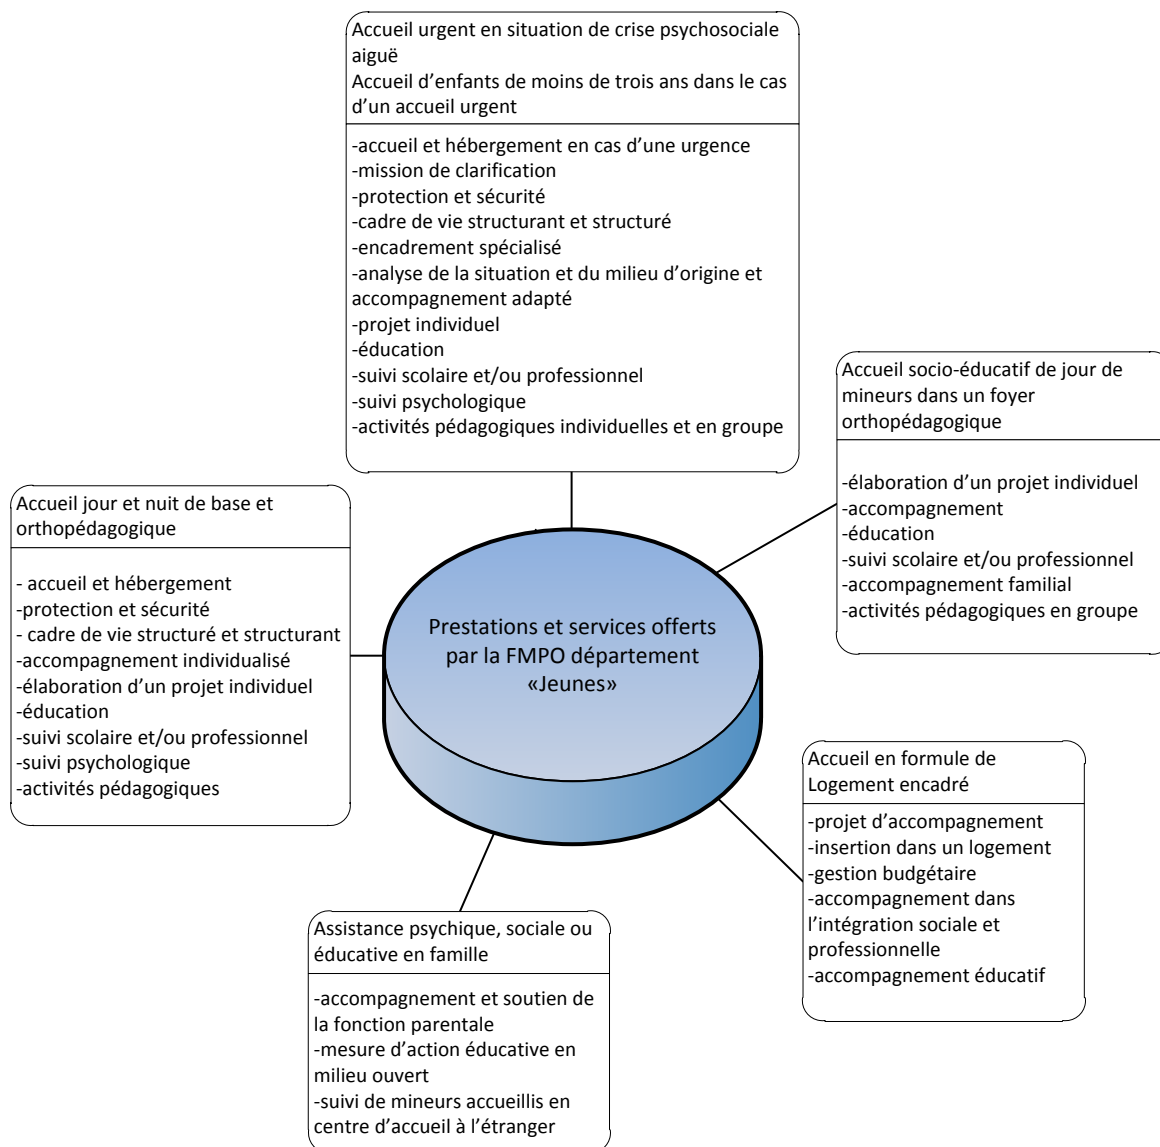 Accueil urgent en situation de crise psychosociale
aiguë
Accueil d’enfants de moins de trois ans dans le cas
d’un accueil urgent
-accueil et hébergement en cas d’une urgence
-mission de clarification
-protection et sécurité
-cadre de vie structurant et structuré
-encadrement spécialisé
-analyse de la situation et du milieu d’origine et
accompagnement adapté
-projet individuel
-éducation
-suivi scolaire et/ou professionnel
-suivi psychologique
-activités pédagogiques individuelles et en groupe
Accueil socio-éducatif de jour de
mineurs dans un foyer
orthopédagogique
-élaboration d’un projet individuel
-accompagnement
-éducation
-suivi scolaire et/ou professionnel
-accompagnement familial
-activités pédagogiques en groupe
Accueil jour et nuit de base et
orthopédagogique
- accueil et hébergement
-protection et sécurité
- cadre de vie structuré et structurant
-accompagnement individualisé
-élaboration d’un projet individuel
-éducation
-suivi scolaire et/ou professionnel
-suivi psychologique
-activités pédagogiques
Prestations et services offerts
par la FMPO département
«Jeunes»
Accueil en formule de
Logement encadré
-projet d’accompagnement
-insertion dans un logement
-gestion budgétaire
-accompagnement dans
l’intégration sociale et
professionnelle
-accompagnement éducatif
Assistance psychique, sociale ou
éducative en famille
-accompagnement et soutien de
la fonction parentale
-mesure d’action éducative en
milieu ouvert
-suivi de mineurs accueillis en
centre d’accueil à l’étranger